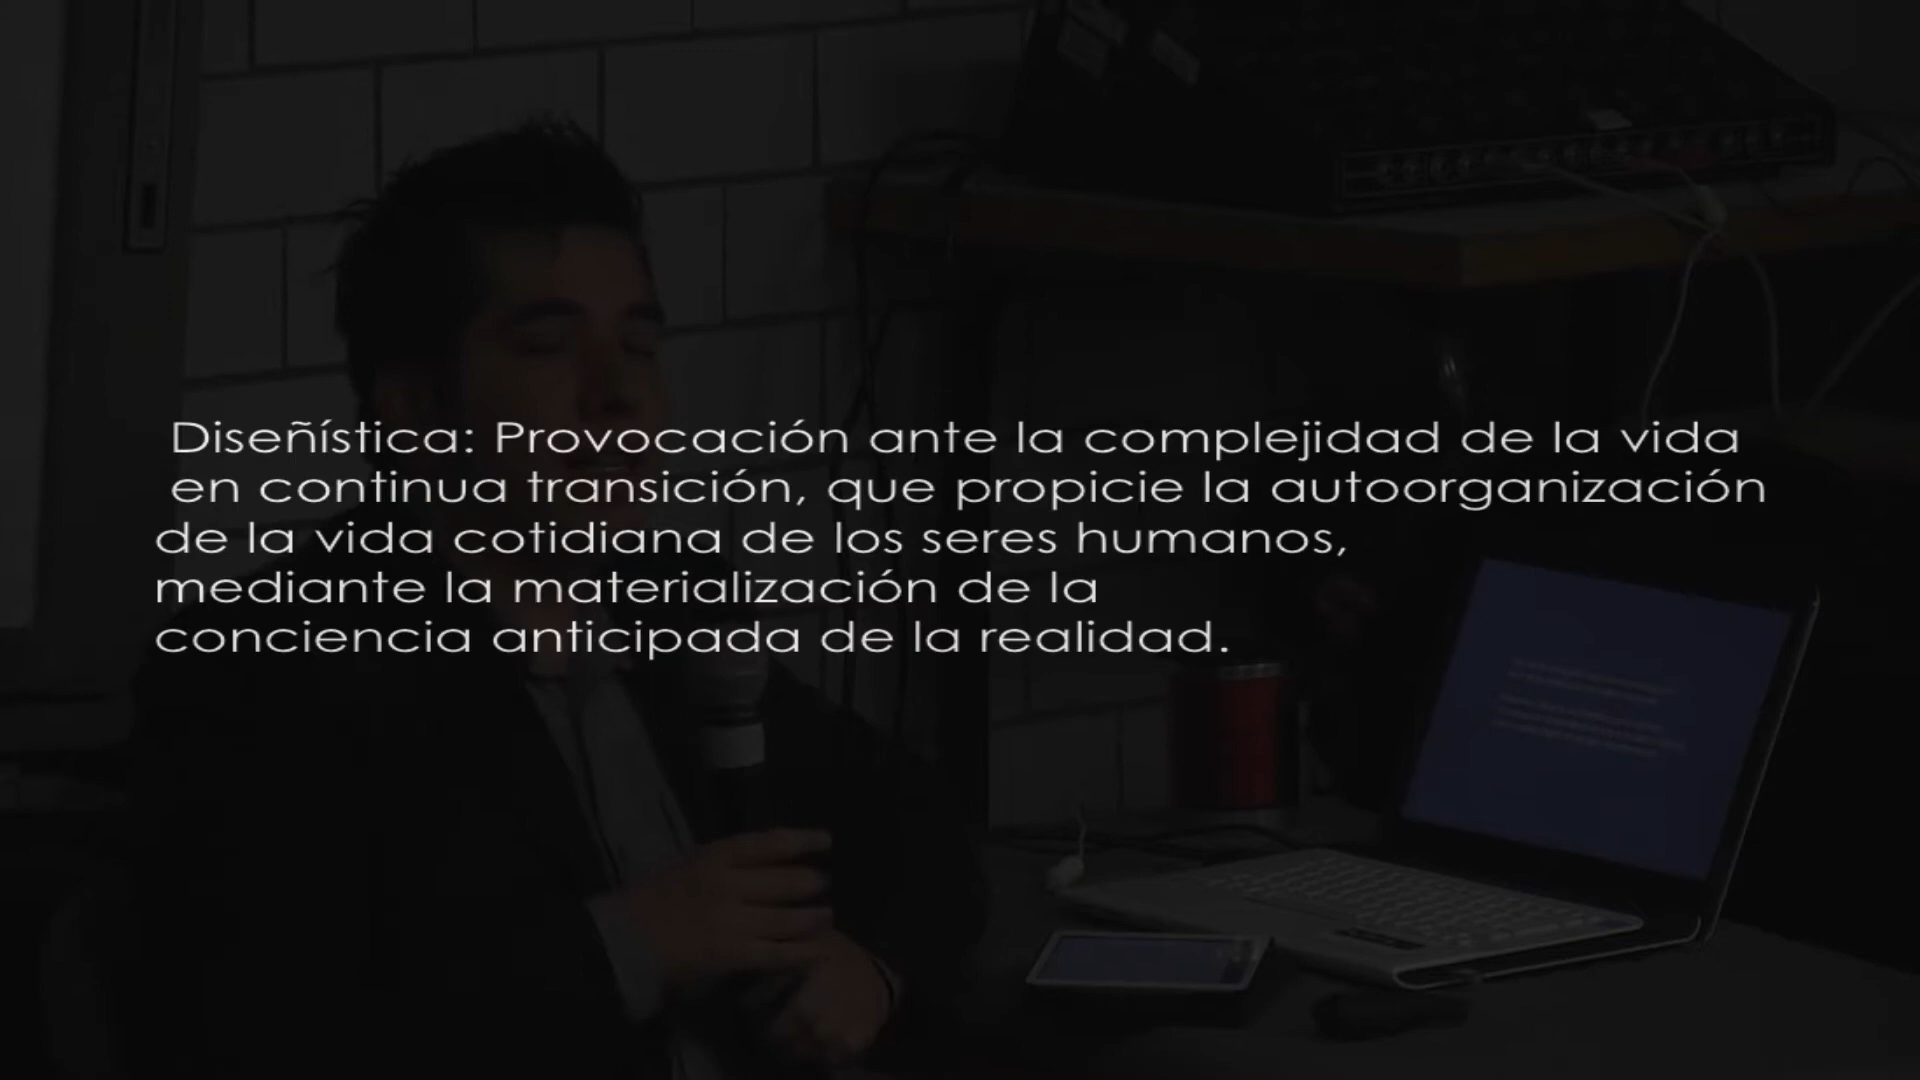 Diseñística: Provocación ante la complejidad de la vida
en continua transición, que propicie la autoorganización
de la vida cotidiana de los seres humanos,
mediante la materialización de la
conciencia anticipada de la realidad.